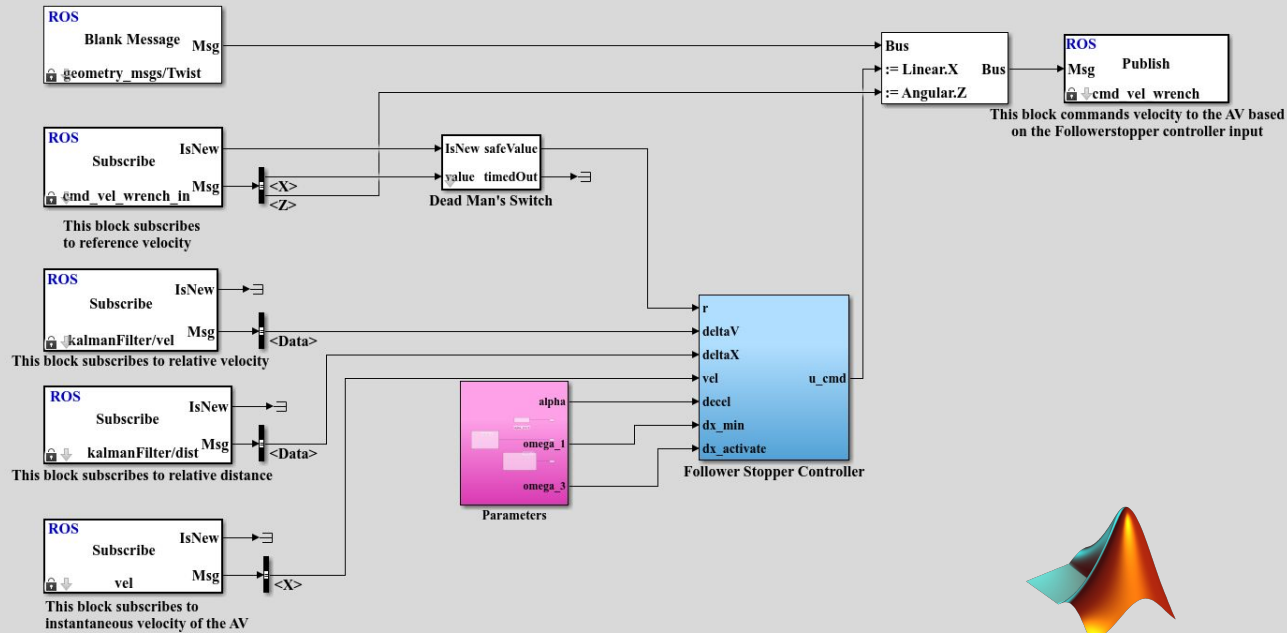 ROS
Blank Message
Msg
geometry_msgs/Twist
Bus
:= Linear.X
Bus
:= Angular.Z
ROS
Publish
Msg
cmd_vel_wrench
This block commands velocity to the AV based
on the Followerstopper controller input
ROS
IsNew
Subscribe
Msg
cmd_vel_wrench_in
<X>
<Z>
This block subscribes
to reference velocity
IsNew
safeValue
value
timedOut
Dead Man's Switch
ROS
IsNew
Subscribe
Msg
kalmanFilter/vel
<Data>
This block subscribes to relative velocity
ROS
IsNew
Subscribe
Msg
kalmanFilter/dist
<Data>
This block subscribes to relative distance
r
deltaV
deltaX
vel
u_cmd
decel
dx_min
dx_activate
Follower Stopper Controller
alpha
omega_1
omega_3
Parameters
ROS
IsNew
Subscribe
Msg
vel
<X>
This block subscribes to
instantaneous velocity of the AV